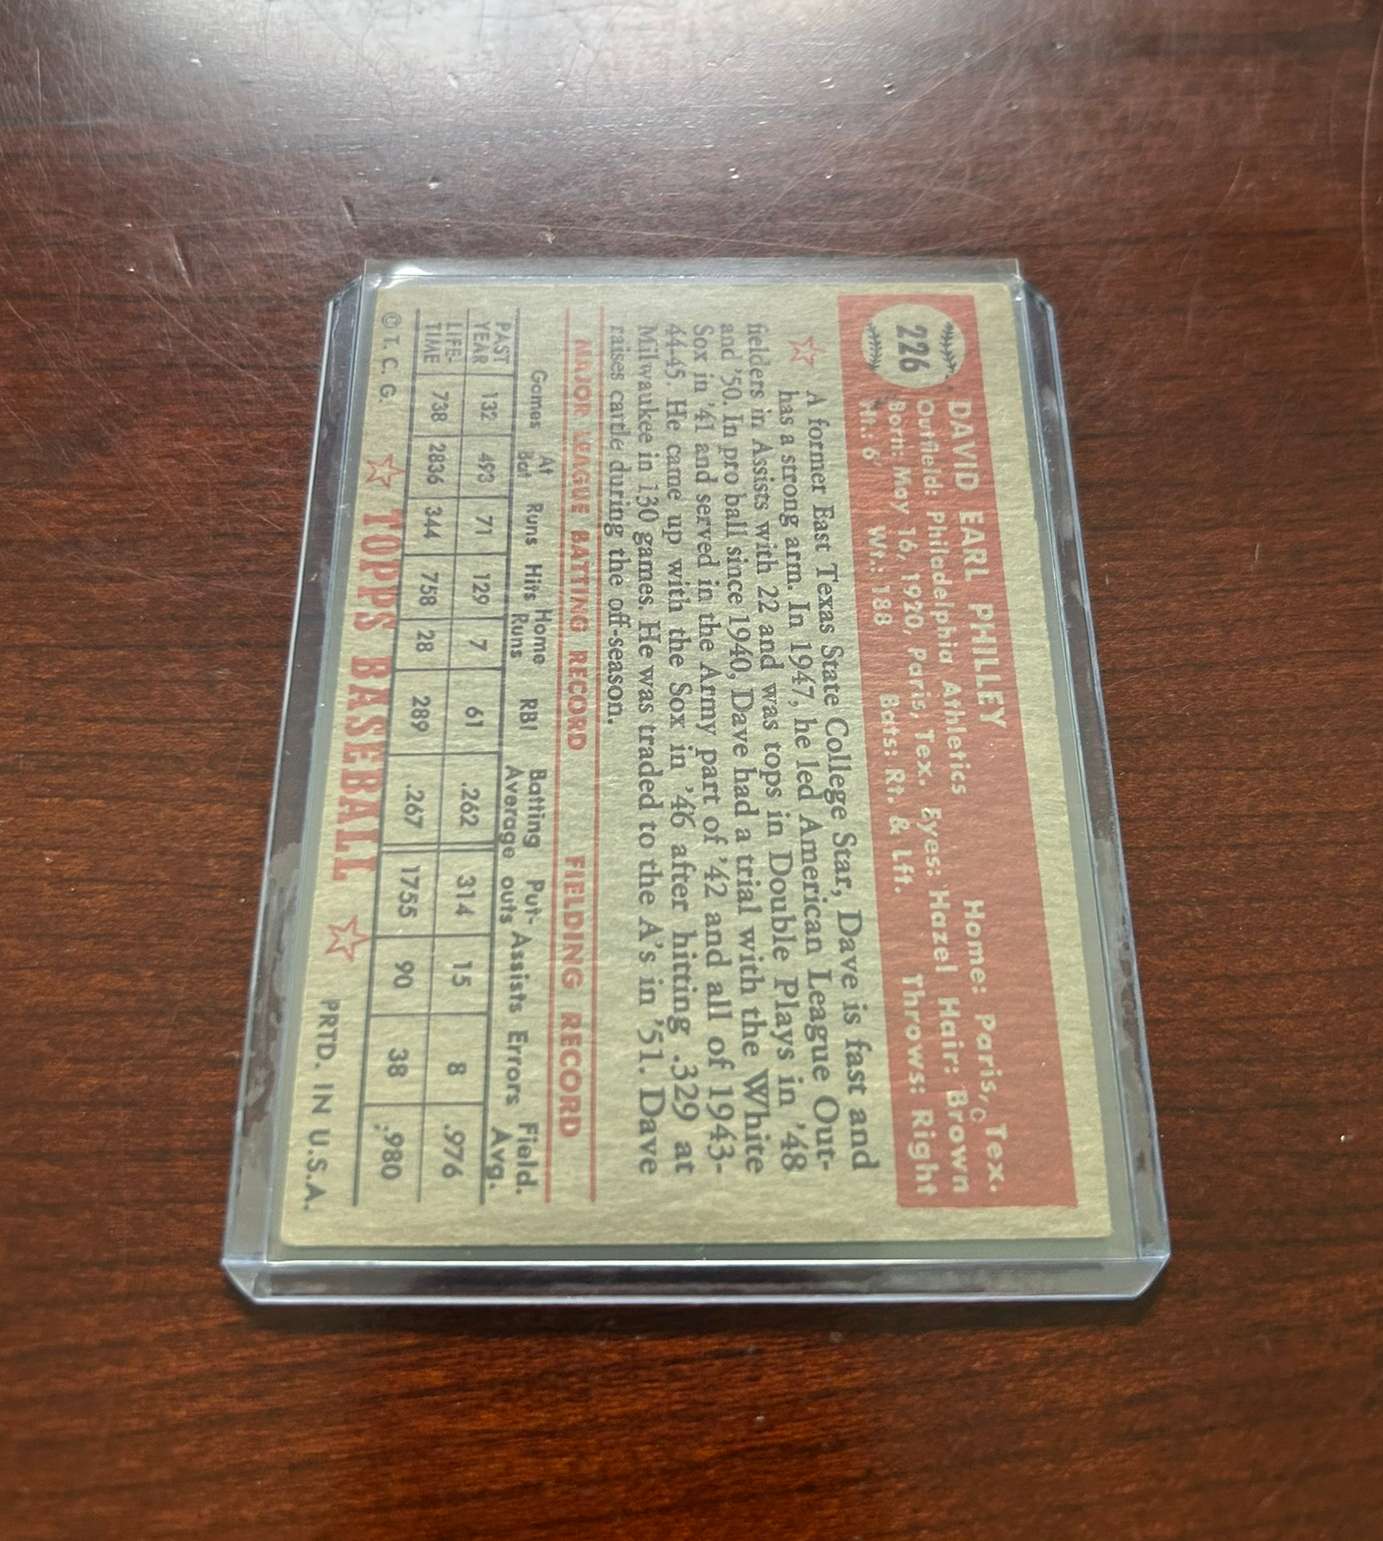 226
DAVID EARL PHILLEY Home: Paris, Tex.
Outfield: Philadelphia Athletics
Born: May 16, 1920, Paris, Tex. Eyes: Hazel Hair: Brown
Ht.: 6' Wt.: 188 Bats: Rt. & Lft. Throws: Right
A former East Texas State College Star, Dave is fast and
has a strong arm. In 1947, he led American League Out-
fielders in Assists with 22 and was tops in Double Plays in '48
and '50. In pro ball since 1940, Dave had a trial with the White
Sox in '41 and served in the Army part of '42 and all of 1943-
44-45. He came up with the Sox in '46 after hitting .329 at
Milwaukee in 130 games. He was traded to the A's in '51. Dave
raises cattle during the off-season.
MAJOR LEAGUE BATTING RECORD FIELDING RECORD
Games At Bat Runs Hits Home Runs RBI Batting Average Put-outs Assists Errors Field. Avg.
PAST YEAR 132 493 71 129 7 61 .262 314 15 8 .976
LIFE-TIME 738 2836 344 758 28 289 .267 1755 90 38 .980
© T. C. G. TOPPS BASEBALL PRTD. IN U.S.A.